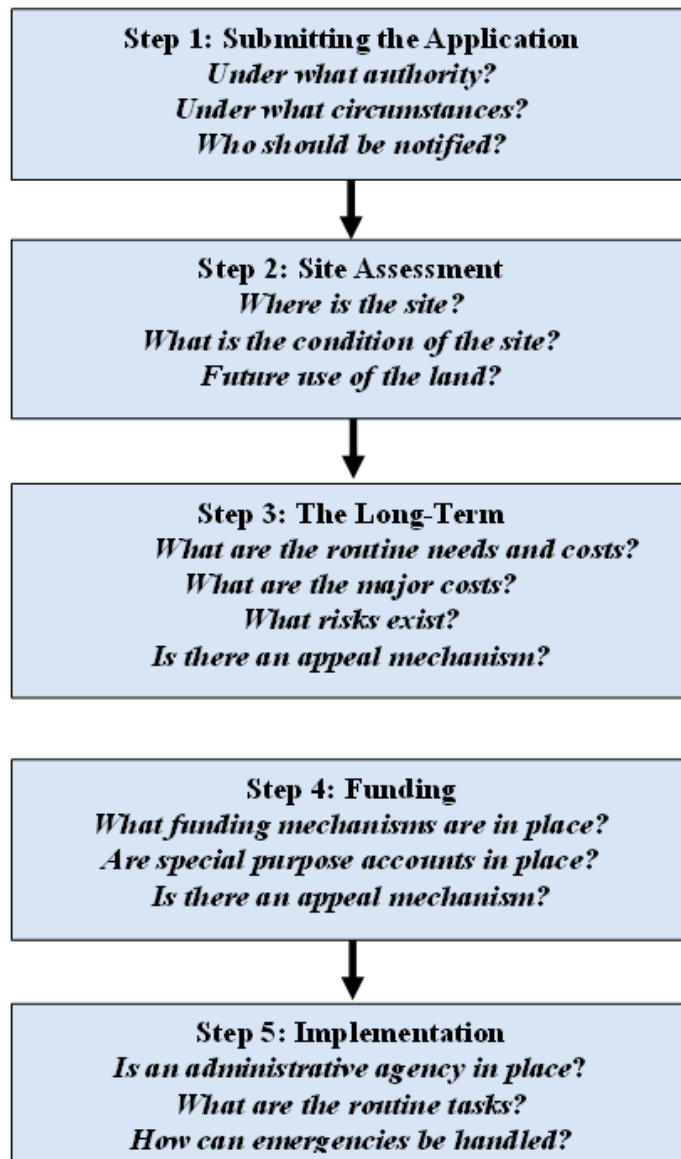 Step 1: Submitting the Application
Under what authority?
Under what circumstances?
Who should be notified?
Step 2: Site Assessment
Where is the site?
What is the condition of the site?
Future use of the land?
Step 3: The Long-Term
What are the routine needs and costs?
What are the major costs?
What risks exist?
Is there an appeal mechanism?
Step 4: Funding
What funding mechanisms are in place?
Are special purpose accounts in place?
Is there an appeal mechanism?
Step 5: Implementation
Is an administrative agency in place?
What are the routine tasks?
How can emergencies be handled?